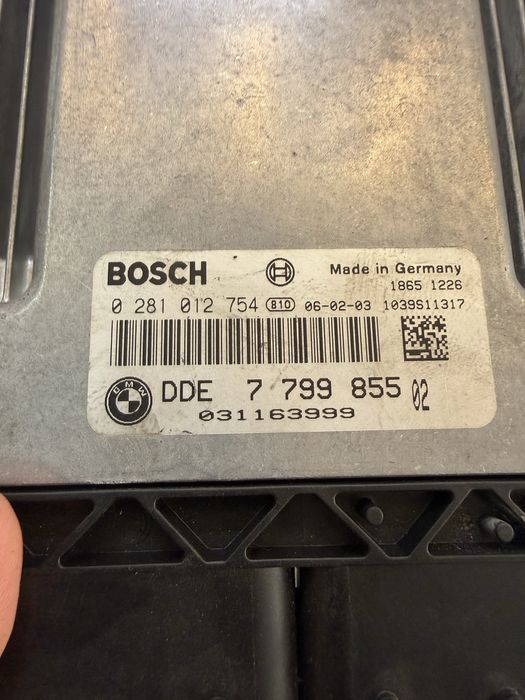 BOSCH
Made in Germany
1865 1226
0 281 012 754 810 06-02-03 1039S11317
BMW
DDE 7 799 855 02
031163999